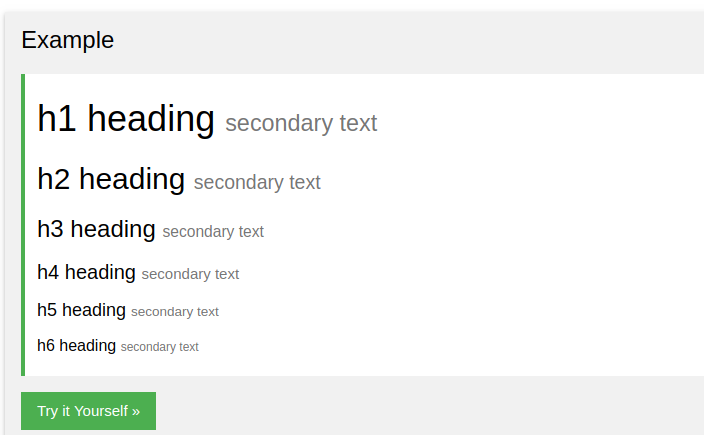 Example
h1 heading secondary text
h2 heading secondary text
h3 heading secondary text
h4 heading secondary text
h5 heading secondary text
h6 heading secondary text
Try it Yourself »